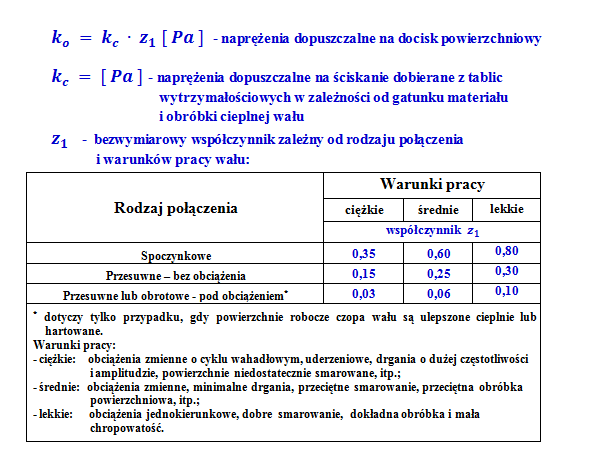 k_o = k_c · z_1 [Pa] - naprężenia dopuszczalne na docisk powierzchniowy
k_c = [Pa] - naprężenia dopuszczalne na ściskanie dobierane z tablic
wytrzymałościowych w zależności od gatunku materiału
i obróbki cieplnej wału
z_1 - bezwymiarowy współczynnik zależny od rodzaju połączenia
i warunków pracy wału:
Rodzaj połączenia Warunki pracy
ciężkie średnie lekkie
współczynnik z_1
Spoczynkowe 0,35 0,60 0,80
Przesuwne – bez obciążenia 0,15 0,25 0,30
Przesuwne lub obrotowe - pod obciążeniem* 0,03 0,06 0,10
* dotyczy tylko przypadku, gdy powierzchnie robocze czopa wału są ulepszone cieplnie lub
hartowane.
Warunki pracy:
- ciężkie: obciążenia zmienne o cyklu wahadłowym, uderzeniowe, drgania o dużej częstotliwości
i amplitudzie, powierzchnie niedostatecznie smarowane, itp.;
- średnie: obciążenia zmienne, minimalne drgania, przeciętne smarowanie, przeciętna obróbka
powierzchniowa, itp.;
- lekkie: obciążenia jednokierunkowe, dobre smarowanie, dokładna obróbka i mała
chropowatość.